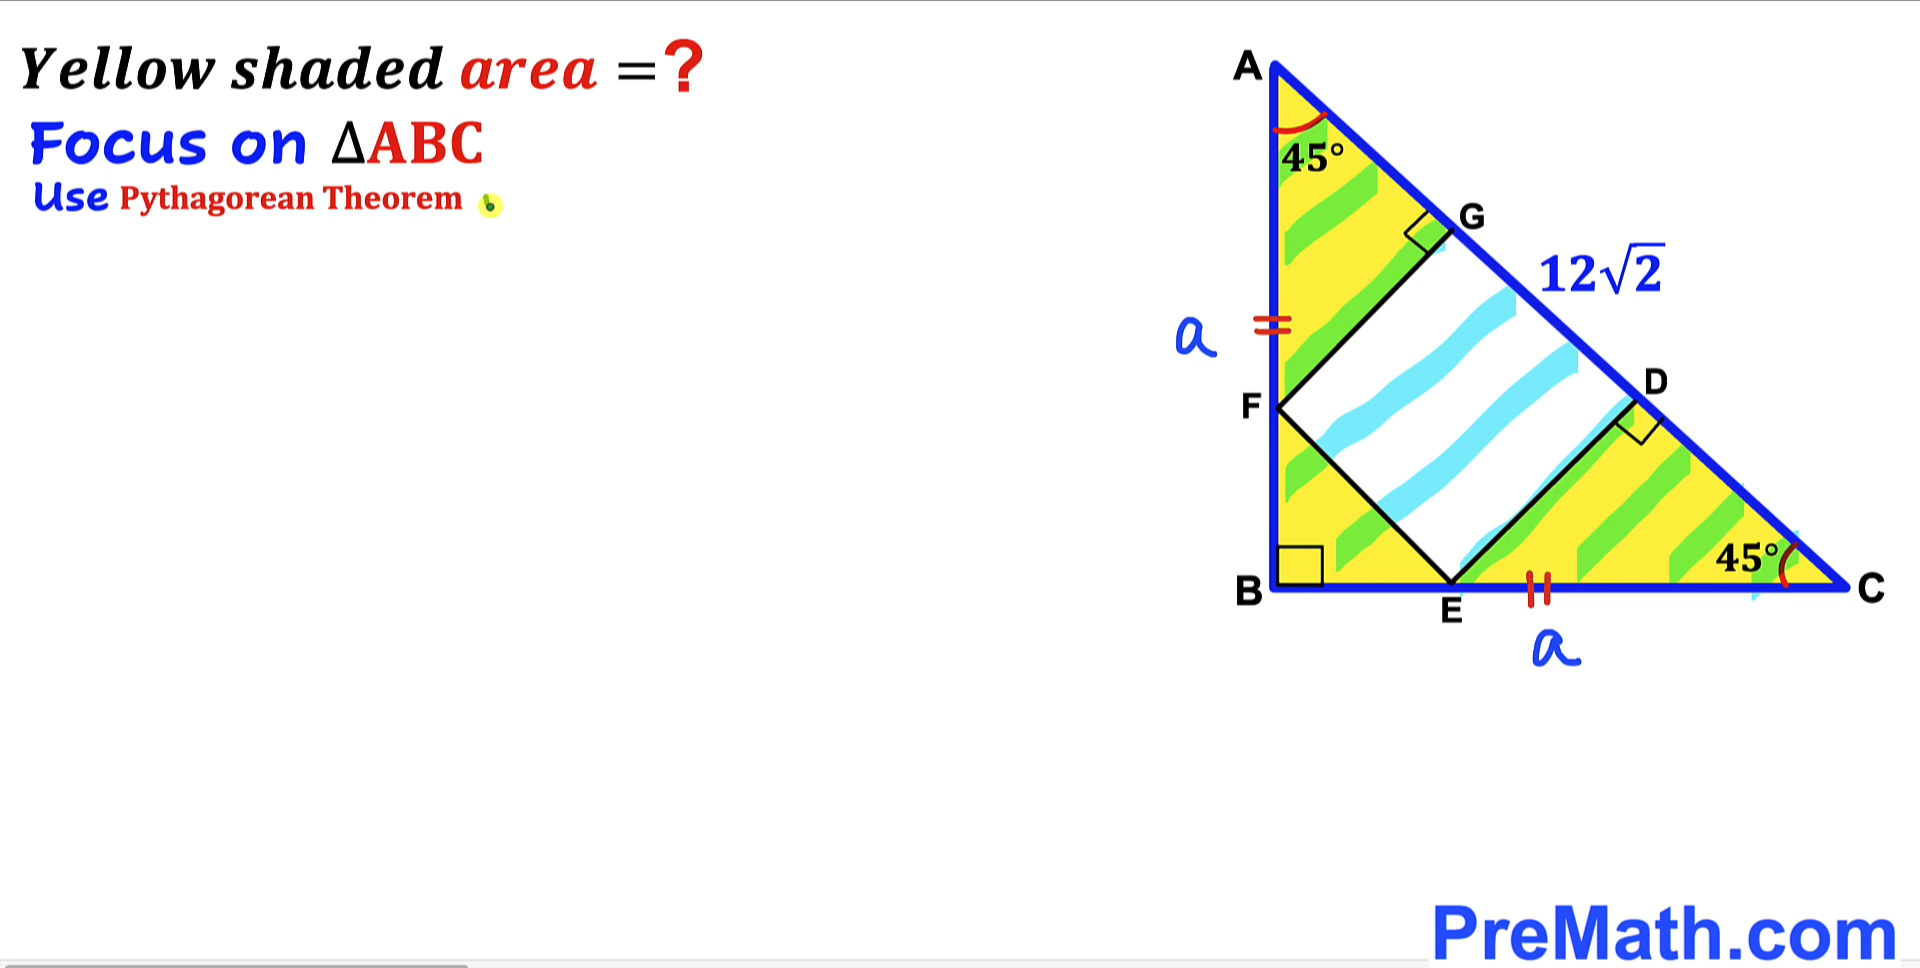 Yellow shaded area =?
Focus on ΔABC
Use Pythagorean Theorem
A
45°
G
12√2
a
D
F
45°
B
E
C
a
PreMath.com